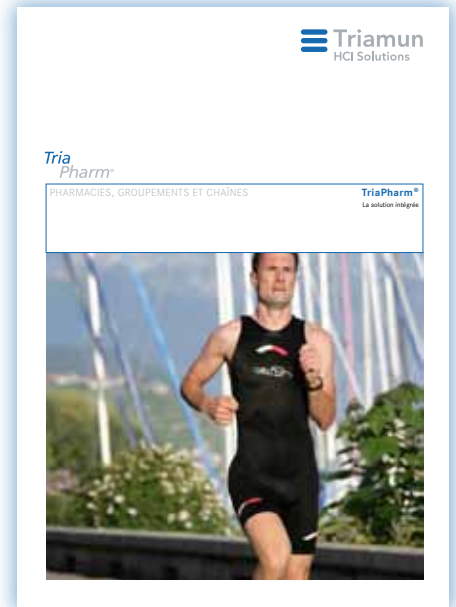 Triamun
HCI Solutions
Tria
Pharm®
PHARMACIES, GROUPEMENTS ET CHAÎNES
TriaPharm®
La solution intégrée